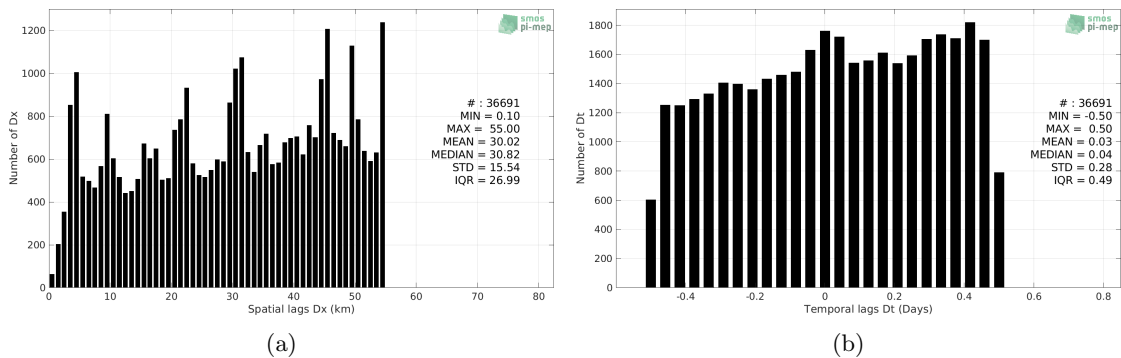 1200
1000
800
600
400
200
0
Number of Dx
0 10 20 30 40 50 60 70 80
Spatial lags Dx (km)
smos
pi-mep
# : 36691
MIN = 0.10
MAX = 55.00
MEAN = 30.02
MEDIAN = 30.82
STD = 15.54
IQR = 26.99
(a)
1800
1600
1400
1200
1000
800
600
400
200
0
Number of Dt
-0.4 -0.2 0 0.2 0.4 0.6 0.8
Temporal lags Dt (Days)
smos
pi-mep
# : 36691
MIN = -0.50
MAX = 0.50
MEAN = 0.03
MEDIAN = 0.04
STD = 0.28
IQR = 0.49
(b)